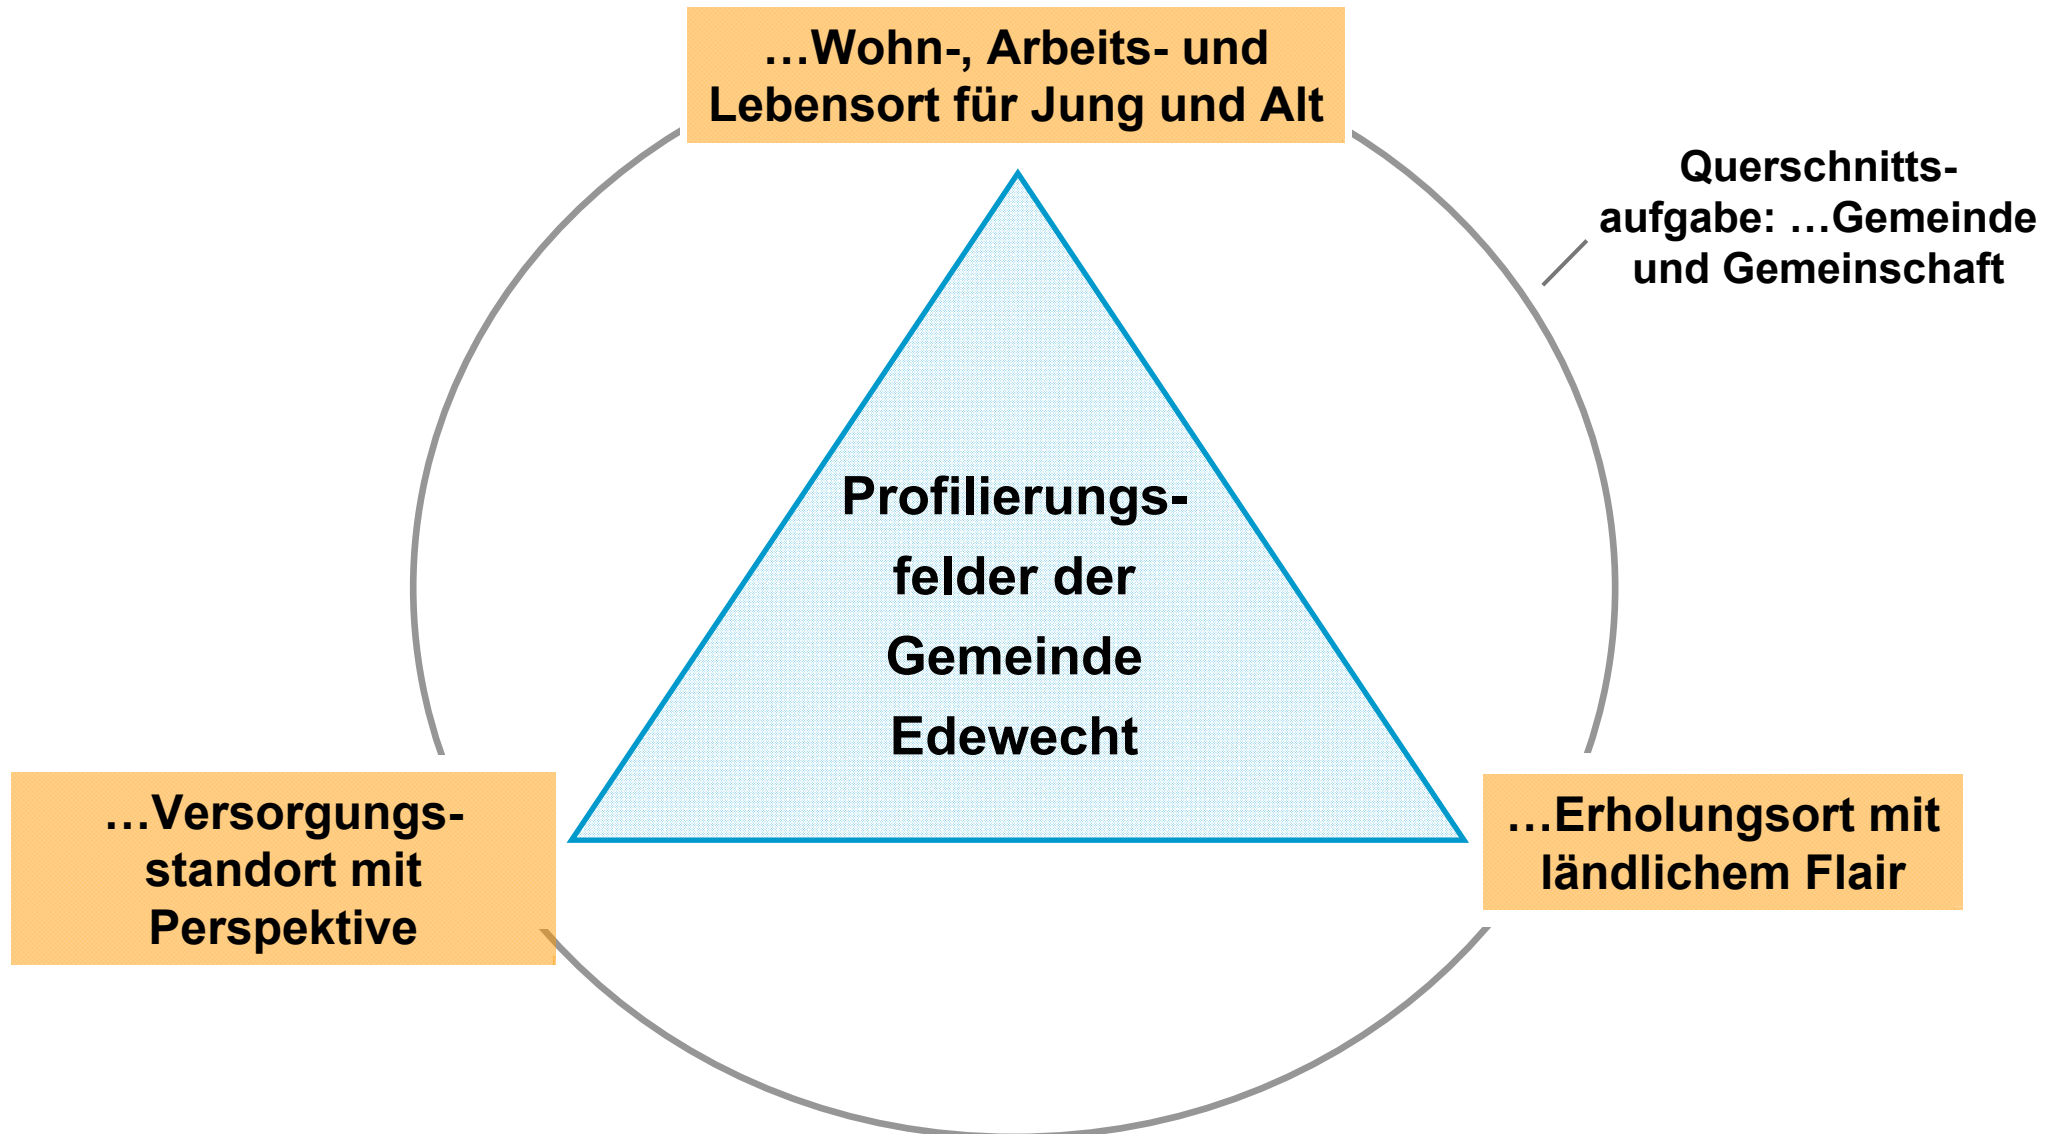 …Wohn-, Arbeits- und
Lebensort für Jung und Alt
Querschnitts-
aufgabe: …Gemeinde
und Gemeinschaft
Profilierungs-
felder der
Gemeinde
Edewecht
…Versorgungs-
standort mit
Perspektive
…Erholungsort mit
ländlichem Flair